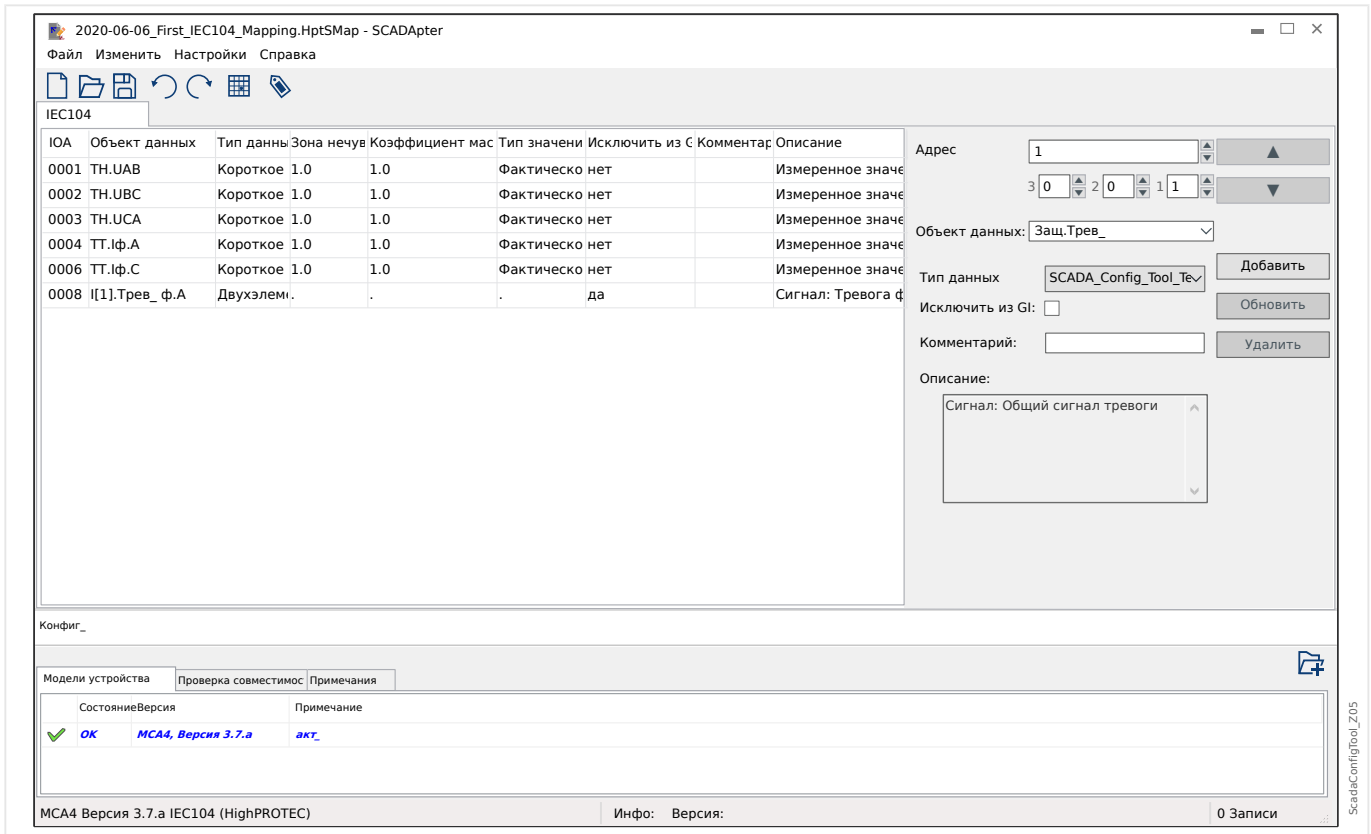 2020-06-06_First_IEC104_Mapping.HptSMap - SCADApter
Файл Изменить Настройки Справка
IEC104
IOA Объект данных Тип данны Зона нечув Коэффициент мас Тип значени Исключить из G Комментар Описание
0001 ТН.UAB Короткое 1.0 1.0 Фактическо нет Измеренное значе
0002 ТН.UBC Короткое 1.0 1.0 Фактическо нет Измеренное значе
0003 ТН.UCA Короткое 1.0 1.0 Фактическо нет Измеренное значе
0004 ТТ.Iф.A Короткое 1.0 1.0 Фактическо нет Измеренное значе
0006 ТТ.Iф.C Короткое 1.0 1.0 Фактическо нет Измеренное значе
0008 I[1].Трев_ ф.A Двухэлем . . . да Сигнал: Тревога ф
Адрес 1
3 0 2 0 1 1
Объект данных: Защ.Трев_
Тип данных SCADA_Config_Tool_Te
Добавить
Исключить из GI:
Обновить
Комментарий:
Удалить
Описание:
Сигнал: Общий сигнал тревоги
Конфиг_
Модели устройства Проверка совместимос Примечания
Состояние Версия Примечание
OK MCA4, Версия 3.7.a акт_
MCA4 Версия 3.7.a IEC104 (HighPROTEC) Инфо: Версия: 0 Записи
ScadaConfigTool_Z05